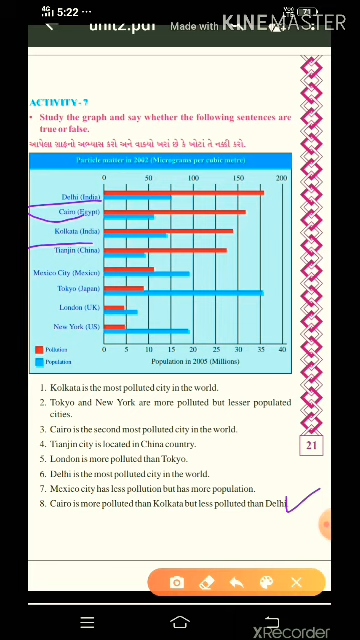 4G 5:22 71
unit2.pdf
Made with KINEMASTER
ACTIVITY - 7
• Study the graph and say whether the following sentences are
true or false.
આપેલા ગ્રાફનો અભ્યાસ કરો અને વાક્યો ખરાં છે કે ખોટાં તે નક્કી કરો.
Particle matter in 2002 (Micrograms per cubic metre)
0 50 100 150 200
Delhi (India)
Cairo (Egypt)
Kolkata (India)
Tianjin (China)
Mexico City (Mexico)
Tokyo (Japan)
London (UK)
New York (US)
Pollution
Population
0 5 10 15 20 25 30 35 40
Population in 2005 (Millions)
1. Kolkata is the most polluted city in the world.
2. Tokyo and New York are more polluted but lesser populated
cities.
3. Cairo is the second most polluted city in the world.
4. Tianjin city is located in China country.
5. London is more polluted than Tokyo.
6. Delhi is the most polluted city in the world.
7. Mexico city has less pollution but has more population.
8. Cairo is more polluted than Kolkata but less polluted than Delhi
21
XRECORDER